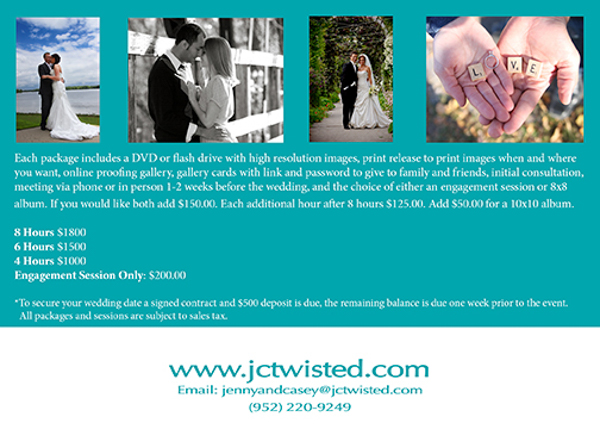 L VE
Each package includes a DVD or flash drive with high resolution images, print release to print images when and where
you want, online proofing gallery, gallery cards with link and password to give to family and friends, initial consultation,
meeting via phone or in person 1-2 weeks before the wedding, and the choice of either an engagement session or 8x8
album. If you would like both add $150.00. Each additional hour after 8 hours $125.00. Add $50.00 for a 10x10 album.
8 Hours $1800
6 Hours $1500
4 Hours $1000
Engagement Session Only: $200.00
*To secure your wedding date a signed contract and $500 deposit is due, the remaining balance is due one week prior to the event.
All packages and sessions are subject to sales tax.
www.jctwisted.com
Email: jennyandcasey@jctwisted.com
(952) 220-9249